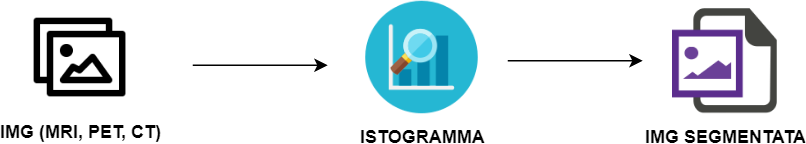 IMG (MRI, PET, CT)
ISTOGRAMMA
IMG SEGMENTATA